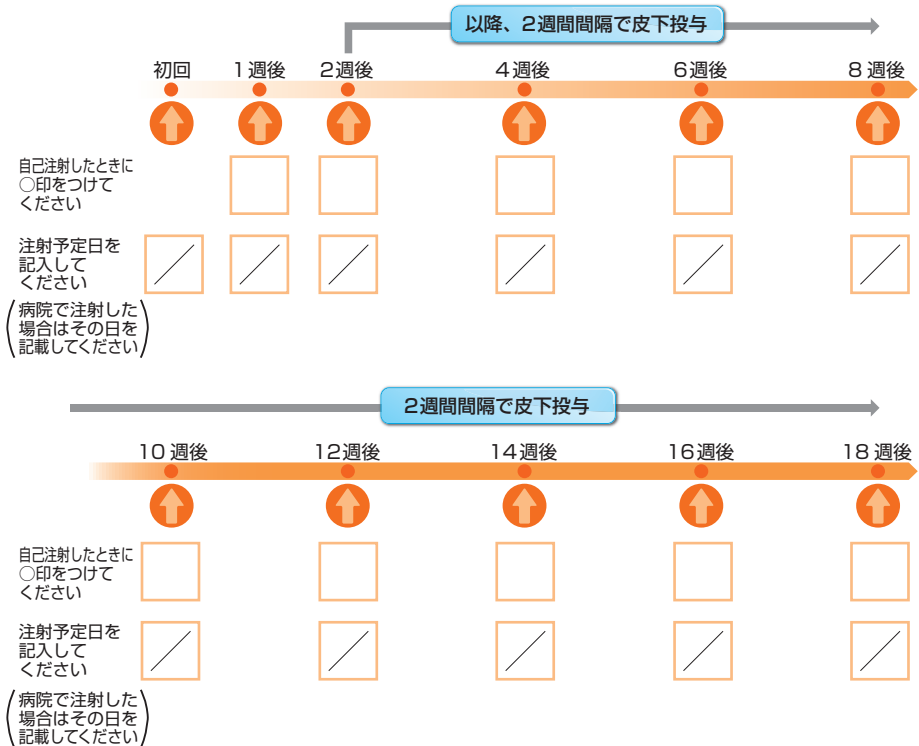 以降、2週間間隔で皮下投与
初回 1週後 2週後 4週後 6週後 8週後
自己注射したときに
○印をつけて
ください
注射予定日を
記入して
ください
(病院で注射した
場合はその日を
記載してください)
2週間間隔で皮下投与
10週後 12週後 14週後 16週後 18週後
自己注射したときに
○印をつけて
ください
注射予定日を
記入して
ください
(病院で注射した
場合はその日を
記載してください)